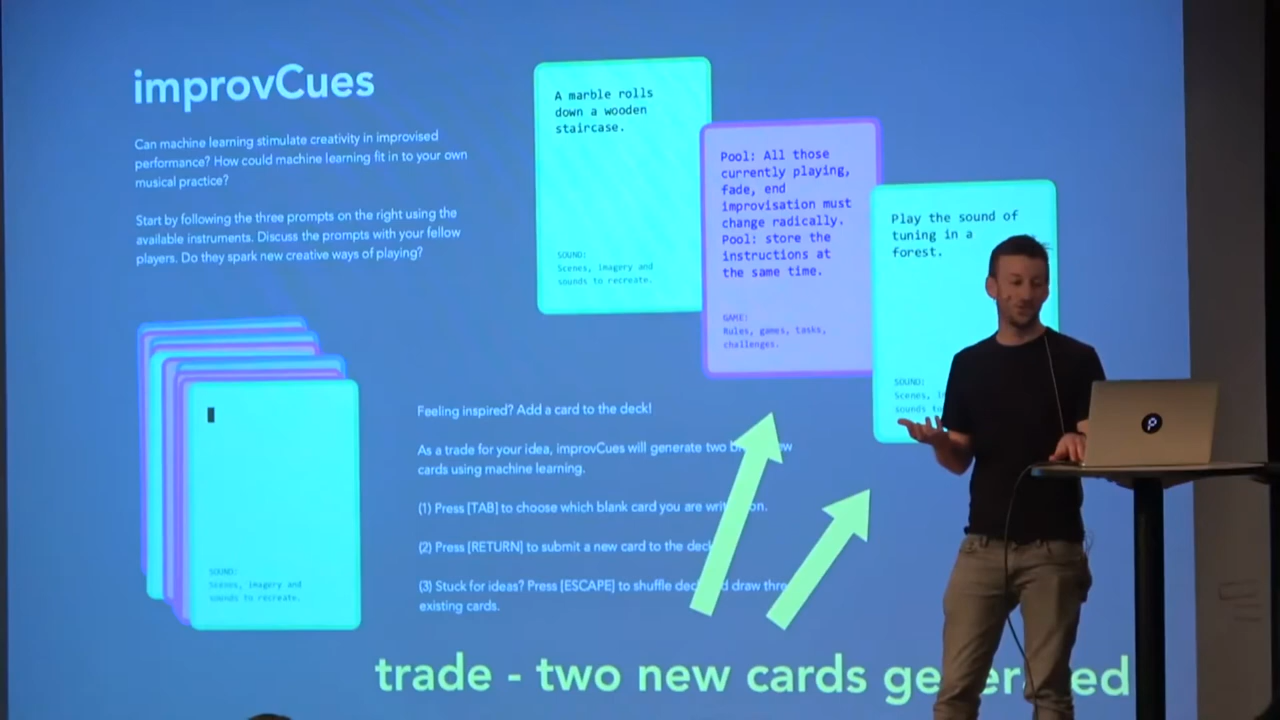 improvCues
Can machine learning stimulate creativity in improvised
performance? How could machine learning fit in to your own
musical practice?
Start by following the three prompts on the right using the
available instruments. Discuss the prompts with your fellow
players. Do they spark new creative ways of playing?
A marble rolls
down a wooden
staircase.
SOUND:
Scenes, imagery and
sounds to recreate.
Pool: All those
currently playing,
fade, end
improvisation must
change radically.
Pool: store the
instructions at
the same time.
GAME:
Rules, games, tasks,
challenges.
Play the sound of
tuning in a
forest.
SOUND:
Scenes,
sounds
SOUND:
Scenes, imagery and
sounds to recreate.
Feeling inspired? Add a card to the deck!
As a trade for your idea, improvCues will generate two
cards using machine learning.
(1) Press [TAB] to choose which blank card you are on.
(2) Press [RETURN] to submit a new card to the
(3) Stuck for ideas? Press [ESCAPE] to shuffle draw
existing cards.
trade - two new cards